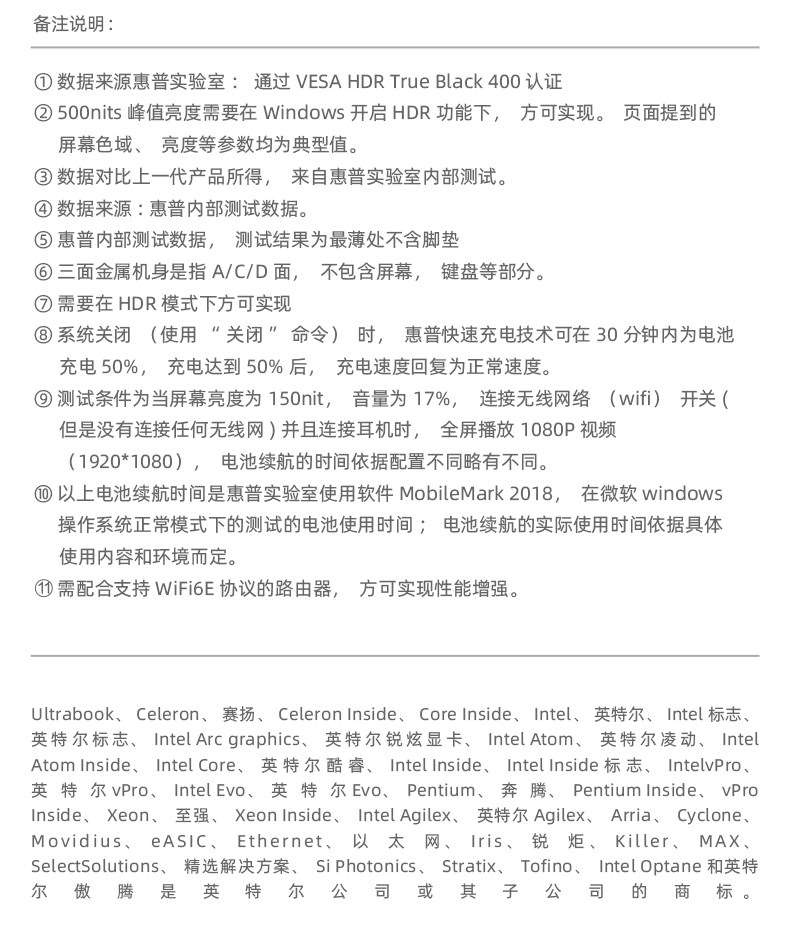 备注说明：
① 数据来源惠普实验室： 通过 VESA HDR True Black 400 认证
② 500nits 峰值亮度需要在 Windows 开启 HDR 功能下， 方可实现。 页面提到的
屏幕色域、 亮度等参数均为典型值。
③ 数据对比上一代产品所得， 来自惠普实验室内部测试。
④ 数据来源：惠普内部测试数据。
⑤ 惠普内部测试数据， 测试结果为最薄处不含脚垫
⑥ 三面金属机身是指 A/C/D 面， 不包含屏幕， 键盘等部分。
⑦ 需要在 HDR 模式下方可实现
⑧ 系统关闭 （使用 “关闭” 命令） 时， 惠普快速充电技术可在 30 分钟内为电池
充电 50%， 充电达到 50% 后， 充电速度回复为正常速度。
⑨ 测试条件为当屏幕亮度为 150nit， 音量为 17%， 连接无线网络 （wifi） 开关 (
但是没有连接任何无线网 ) 并且连接耳机时， 全屏播放 1080P 视频
（1920*1080）， 电池续航的时间依据配置不同略有不同。
⑩ 以上电池续航时间是惠普实验室使用软件 MobileMark 2018， 在微软 windows
操作系统正常模式下的测试的电池使用时间； 电池续航的实际使用时间依据具体
使用内容和环境而定。
⑪ 需配合支持 WiFi6E 协议的路由器， 方可实现性能增强。
Ultrabook、 Celeron、 赛扬、 Celeron Inside、 Core Inside、 Intel、 英特尔、 Intel 标志、
英特尔标志、 Intel Arc graphics、 英特尔锐炫显卡、 Intel Atom、 英特尔凌动、 Intel
Atom Inside、 Intel Core、 英特尔酷睿、 Intel Inside、 Intel Inside 标志、 IntelvPro、
英特尔 vPro、 Intel Evo、 英特尔 Evo、 Pentium、 奔腾、 Pentium Inside、 vPro
Inside、 Xeon、 至强、 Xeon Inside、 Intel Agilex、 英特尔 Agilex、 Arria、 Cyclone、
Movidius、 eASIC、 Ethernet、 以太网、 Iris、 锐炬、 Killer、 MAX、
SelectSolutions、 精选解决方案、 Si Photonics、 Stratix、 Tofino、 Intel Optane 和英特
尔傲腾是英特尔公司或其子公司的商标。